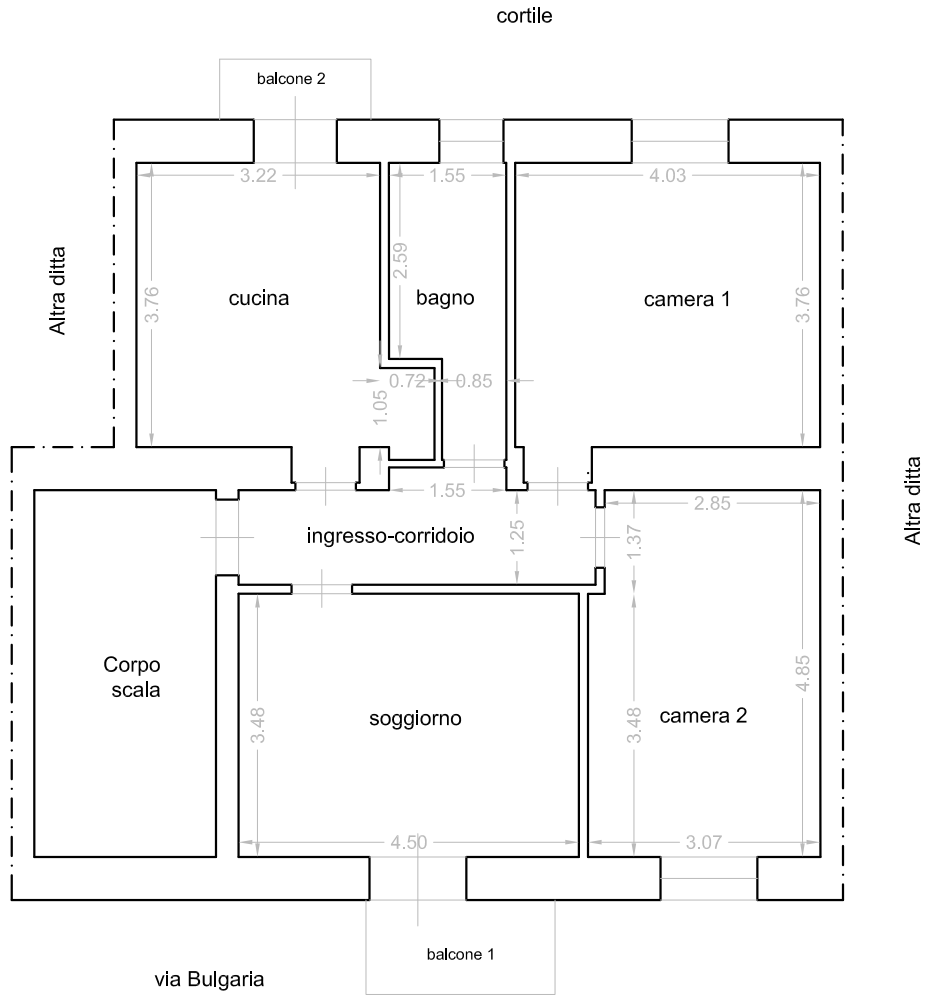 cortile
balcone 2
3.22
1.55
4.03
Altra ditta
3.76
cucina
2.59
bagno
camera 1
3.76
0.72
0.85
1.05
1.55
2.85
ingresso-corridoio
1.25
1.37
Altra ditta
Corpo
scala
3.48
soggiorno
3.48
camera 2
4.85
4.50
3.07
balcone 1
via Bulgaria